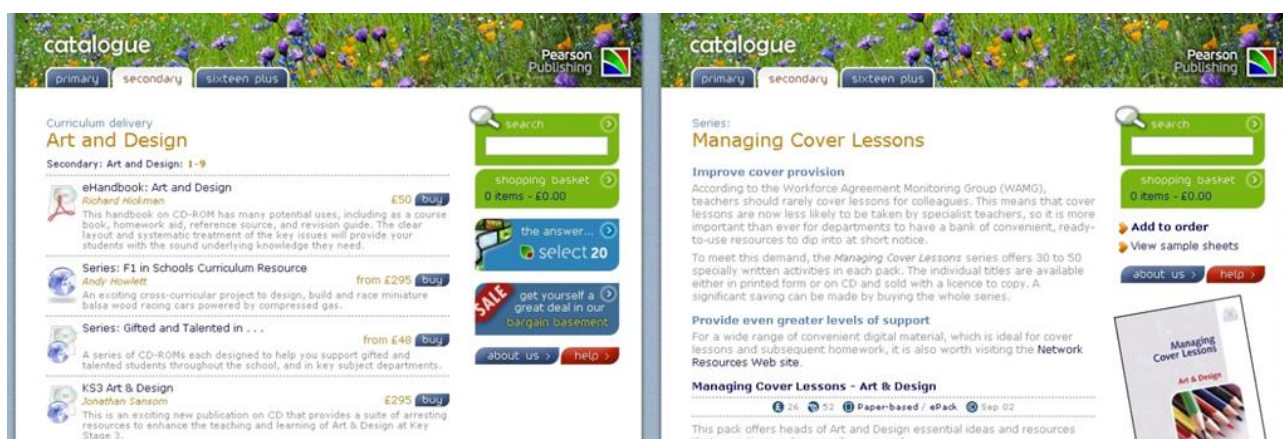 catalogue
Pearson
Publishing
primary
secondary
sixteen plus
Curriculum delivery
Art and Design
Secondary: Art and Design: 1-9
eHandbook: Art and Design
Richard Hickman
£50 buy
This handbook on CD-ROM has many potential uses, including as a course
book, homework aid, reference source, and revision guide. The clear
layout and systematic treatment of the key issues will provide your
students with the sound underlying knowledge they need.
Series: F1 in Schools Curriculum Resource
Andy Howlett
from £295 buy
An exciting cross-curricular project to design, build and race miniature
balsa wood racing cars powered by compressed gas.
Series: Gifted and Talented in . . .
from £48 buy
A series of CD-ROMs each designed to help you support gifted and
talented students throughout the school, and in key subject departments.
KS3 Art & Design
Jonathan Sansom
£295 buy
This is an exciting new publication on CD that provides a suite of arresting
resources to enhance the teaching and learning of Art & Design at Key
Stage 3.
search
shopping basket
0 items - £0.00
the answer...
select 20
SALE
get yourself a
great deal in our
bargain basement
about us >
help >
catalogue
Pearson
Publishing
primary
secondary
sixteen plus
Series:
Managing Cover Lessons
Improve cover provision
According to the Workforce Agreement Monitoring Group (WAMG),
teachers should rarely cover lessons for colleagues. This means that cover
lessons are now less likely to be taken by specialist teachers, so it is more
important than ever for departments to have a bank of convenient, ready-
to-use resources to dip into at short notice.
To meet this demand, the Managing Cover Lessons series offers 30 to 50
specially written activities in each pack. The individual titles are available
either in printed form or on CD and sold with a licence to copy. A
significant saving can be made by buying the whole series.
Provide even greater levels of support
For a wide range of convenient digital material, which is ideal for cover
lessons and subsequent homework, it is also worth visiting the Network
Resources Web site.
Managing Cover Lessons - Art & Design
£ 26 52 Paper-based / ePack Sep 02
This pack offers heads of Art and Design essential ideas and resources
search
shopping basket
0 items - £0.00
Add to order
View sample sheets
about us >
help >
Managing
Cover Lessons
Art & Design